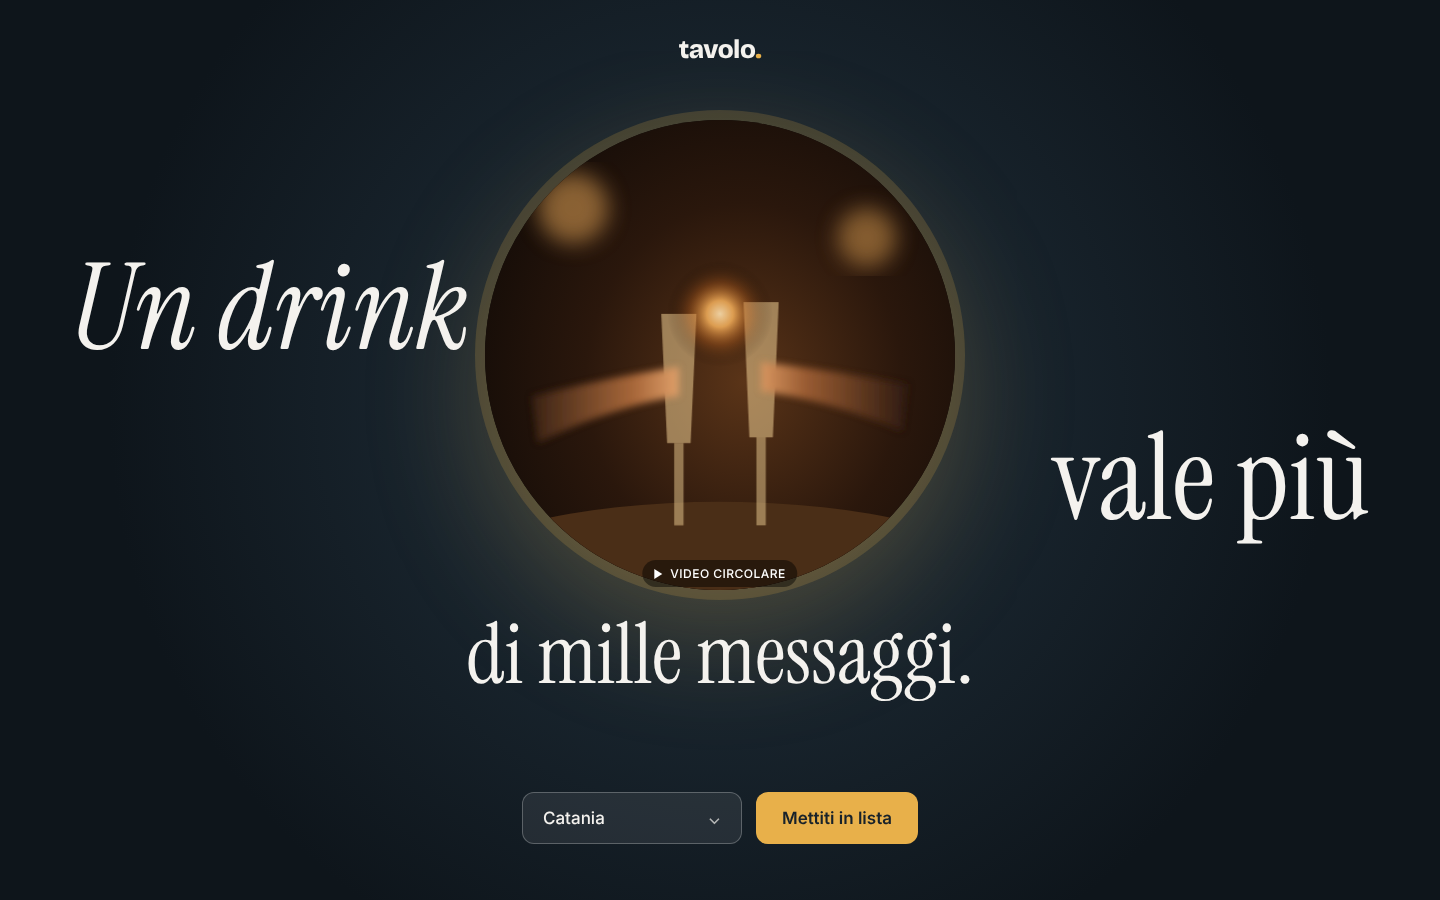 tavolo.
Un drink
vale più
VIDEO CIRCOLARE
di mille messaggi.
Catania
Mettiti in lista